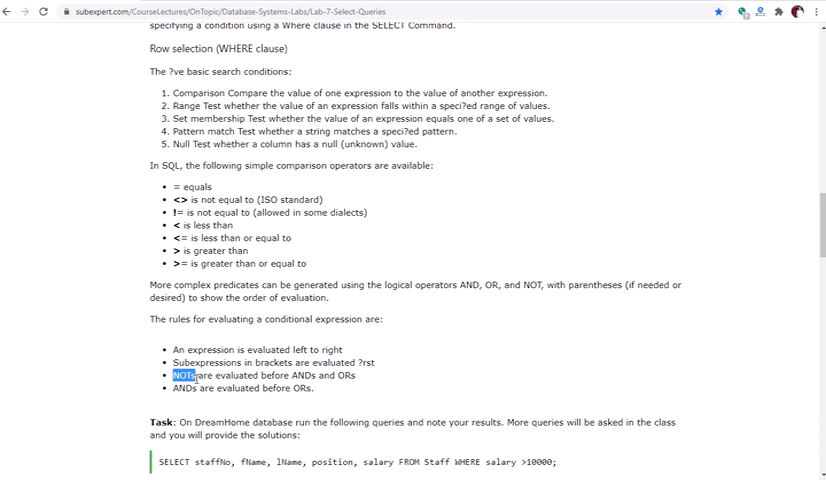 subexpert.com/CourseLectures/OnTopic/Database-Systems-Labs/Lab-7-Select-Queries
specifying a condition using a Where clause in the SELECT Command.
Row selection (WHERE clause)
The ?ve basic search conditions:
1. Comparison Compare the value of one expression to the value of another expression.
2. Range Test whether the value of an expression falls within a speci?ed range of values.
3. Set membership Test whether the value of an expression equals one of a set of values.
4. Pattern match Test whether a string matches a speci?ed pattern.
5. Null Test whether a column has a null (unknown) value.
In SQL, the following simple comparison operators are available:
• = equals
• <> is not equal to (ISO standard)
• != is not equal to (allowed in some dialects)
• < is less than
• <= is less than or equal to
• > is greater than
• >= is greater than or equal to
More complex predicates can be generated using the logical operators AND, OR, and NOT, with parentheses (if needed or
desired) to show the order of evaluation.
The rules for evaluating a conditional expression are:
• An expression is evaluated left to right
• Subexpressions in brackets are evaluated ?rst
• NOTs are evaluated before ANDs and ORs
• ANDs are evaluated before ORs.
Task: On DreamHome database run the following queries and note your results. More queries will be asked in the class
and you will provide the solutions:
SELECT staffNo, fName, lName, position, salary FROM Staff WHERE salary >10000;